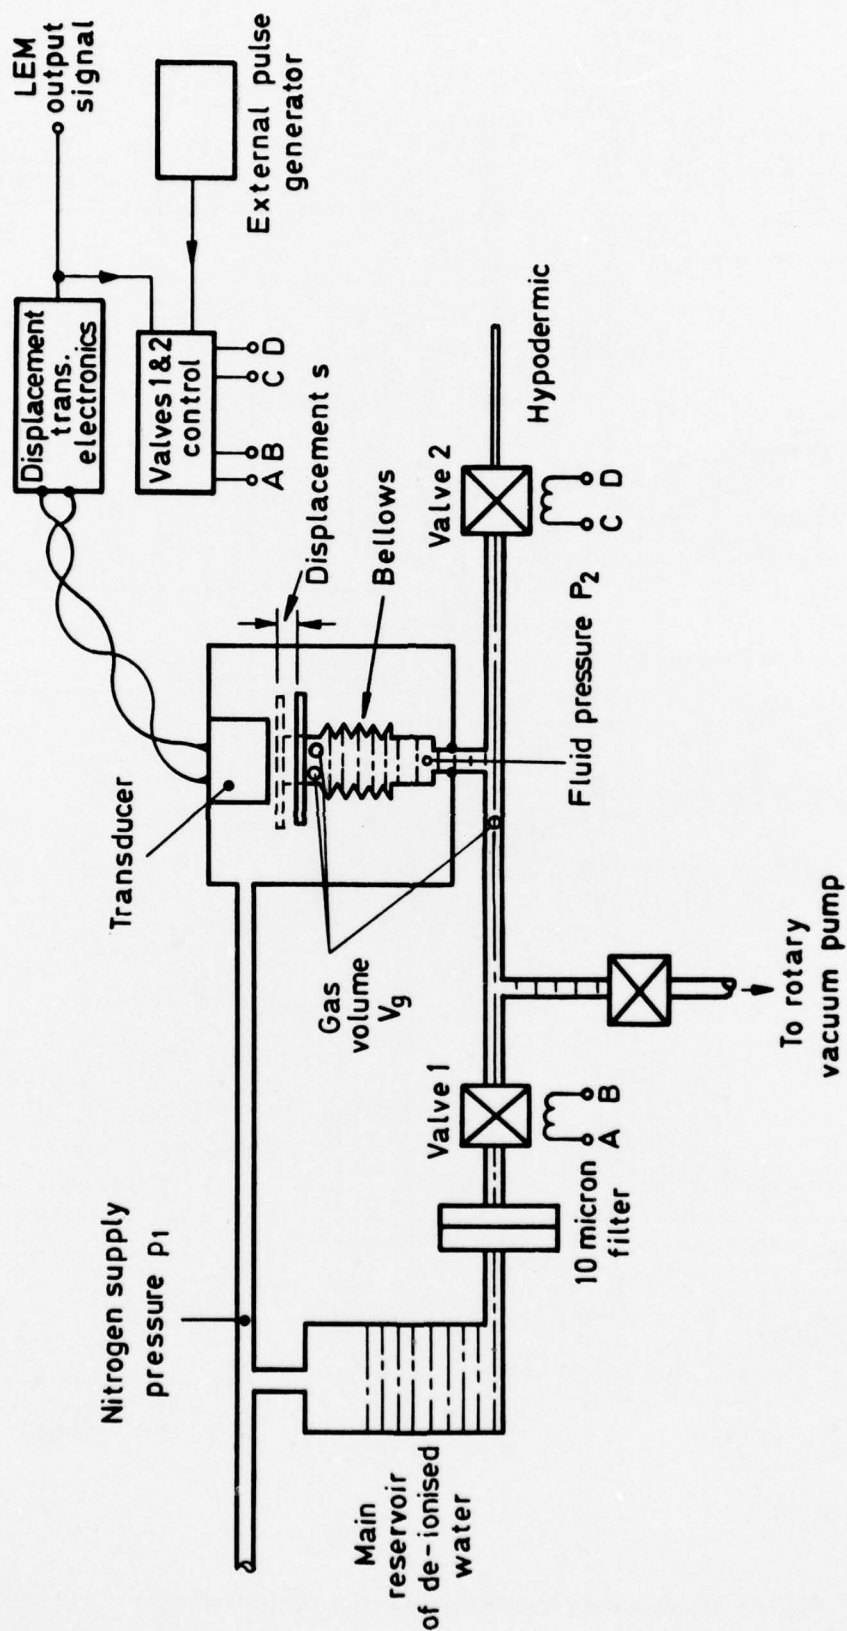 LEM
output
signal
External pulse
generator
Displacement
trans.
electronics
Valves 1 & 2
control
A B C D
Displacement s
Transducer
Bellows
Nitrogen supply
pressure p1
Gas
volume
Vg
Valve 1
A B
Valve 2
C D
Hypodermic
Fluid pressure P2
10 micron
filter
Main
reservoir
of de-ionised
water
To rotary
vacuum pump